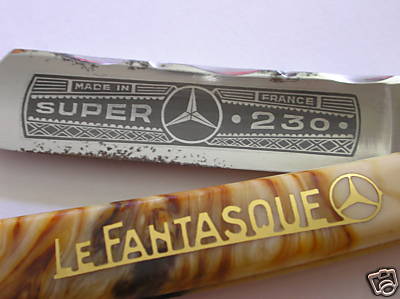 MADE IN FRANCE
SUPER · 230 ·
LE FANTASQUE